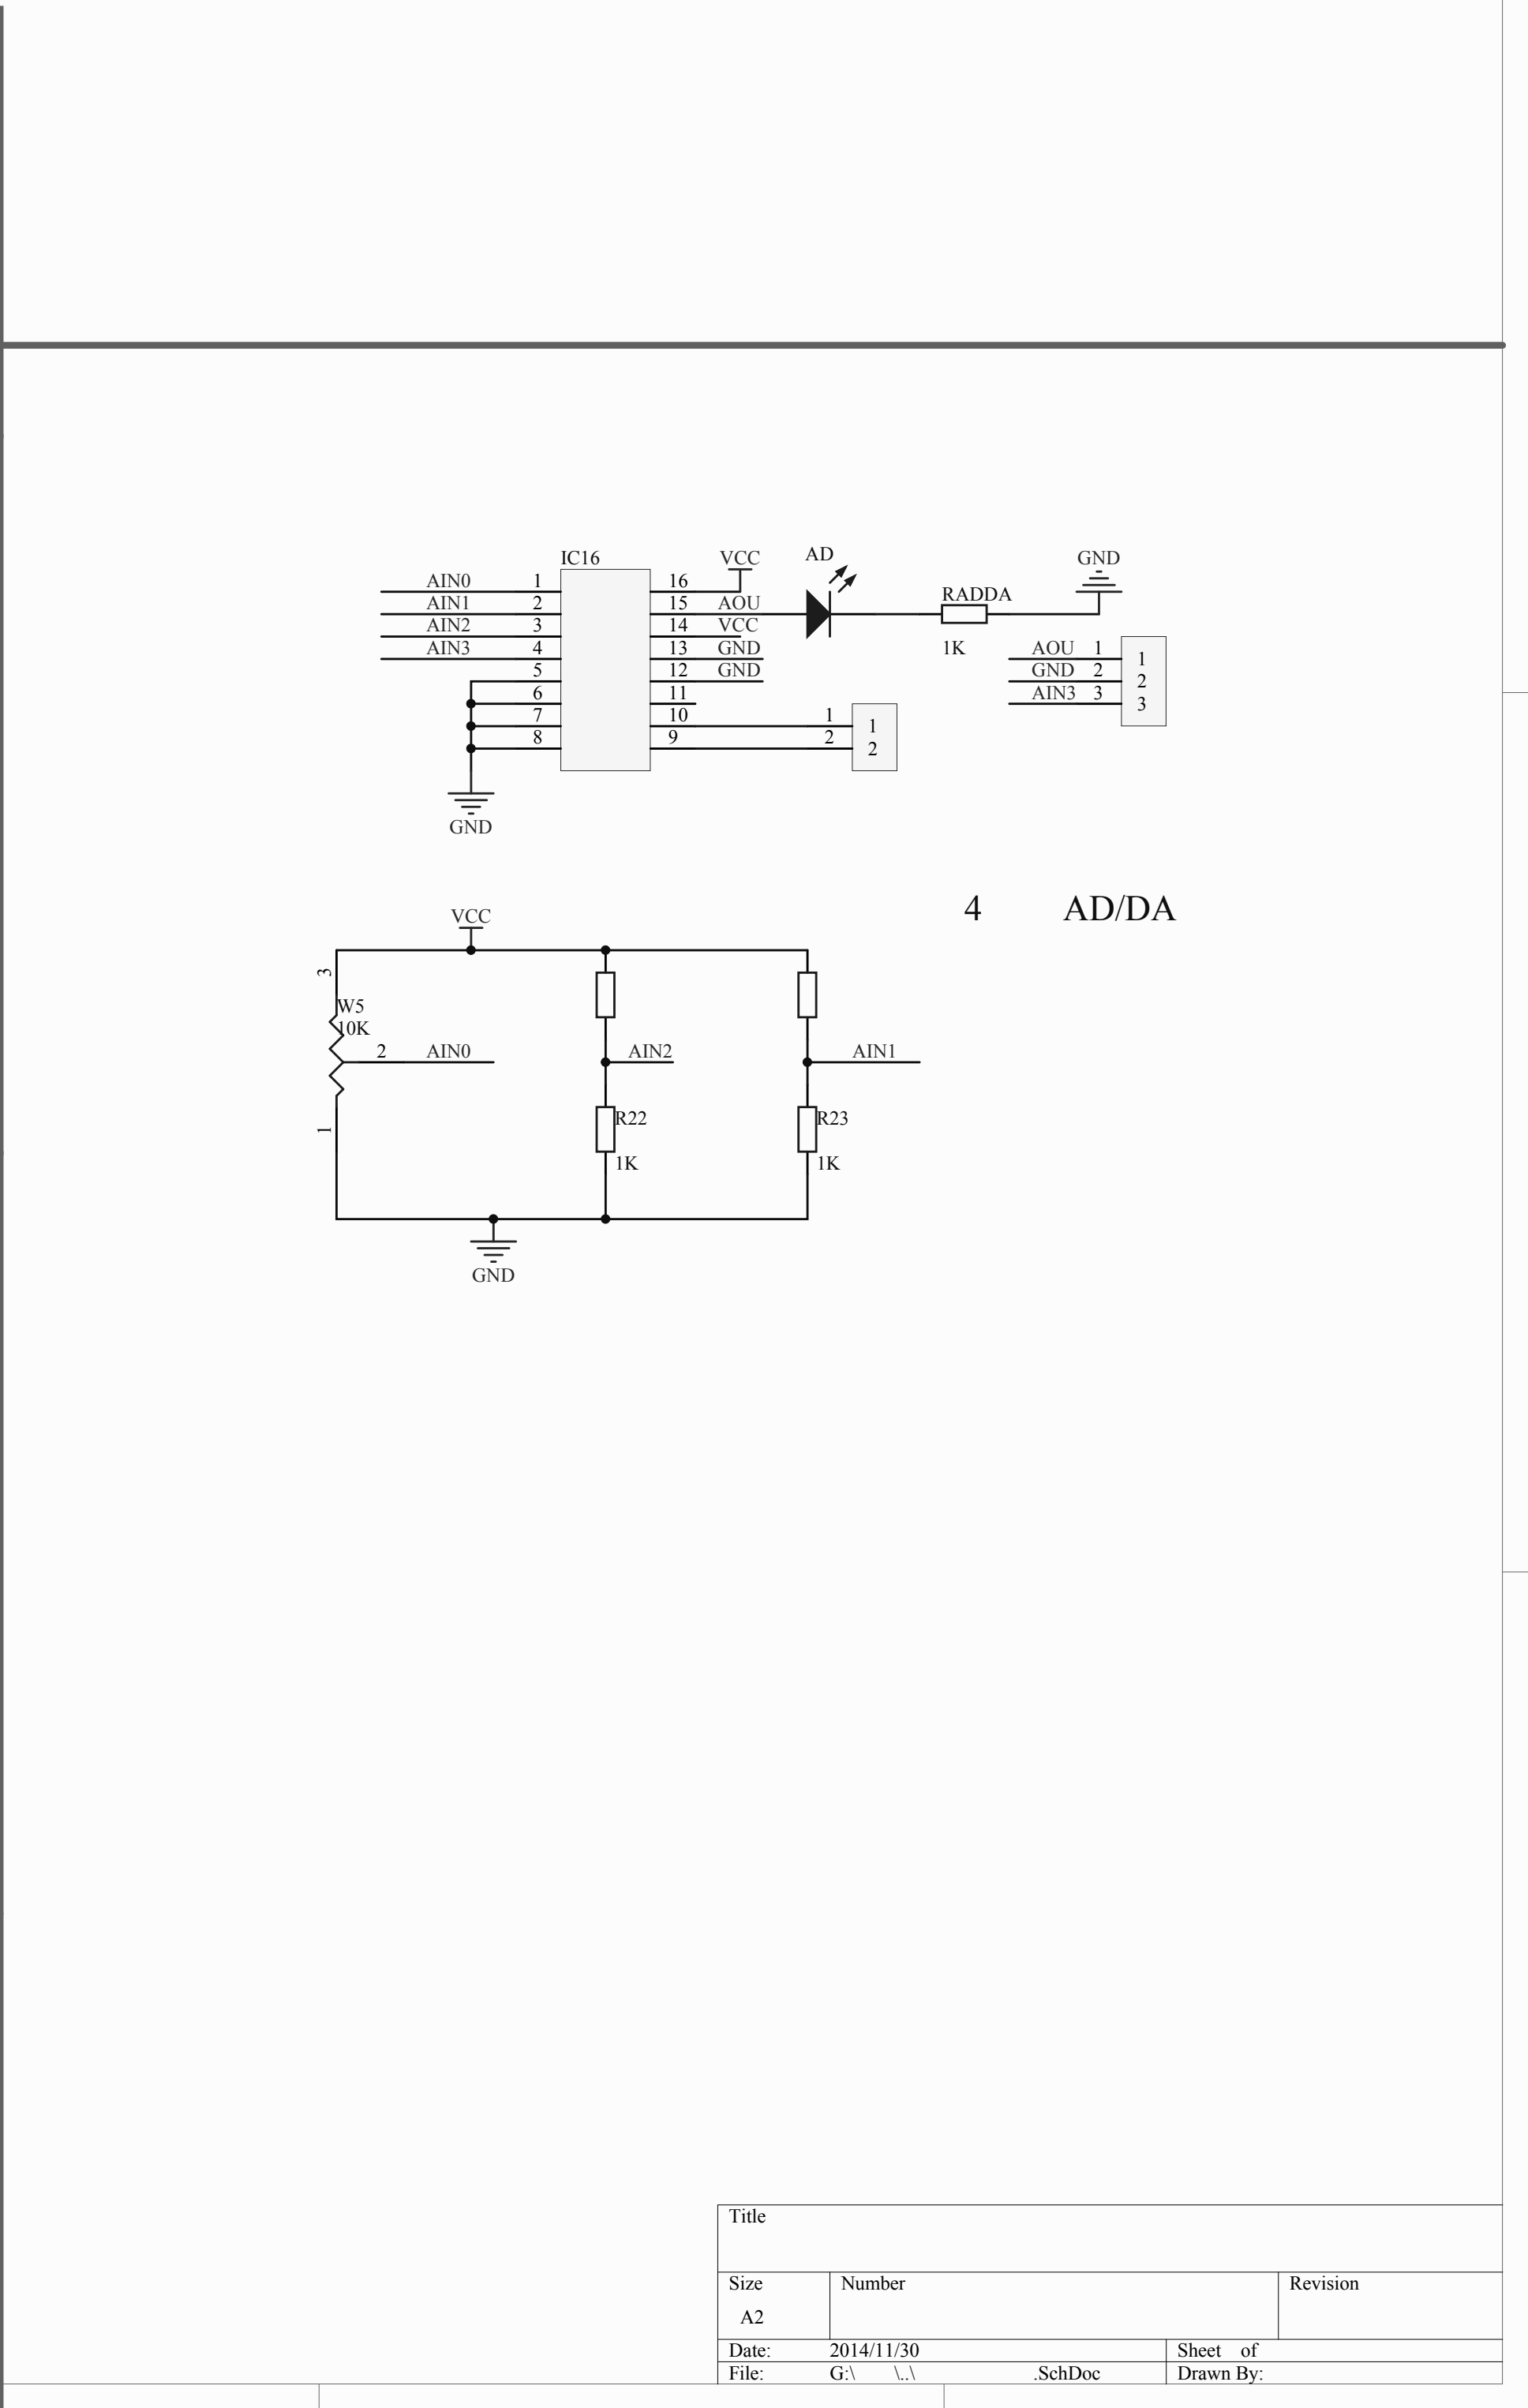 IC16
VCC
AD
GND
AIN0 1
16
AIN1 2
15 AOU
RADDA
AIN2 3
14 VCC
AIN3 4
13 GND
1K
AOU 1 1
5
12 GND
GND 2 2
6
11
AIN3 3 3
7
10
1 1
8
9
2 2
GND
4 AD/DA
VCC
3
W5
10K
2 AIN0
AIN2
AIN1
1
R22
R23
1K
1K
GND
Title
Size
Number
Revision
A2
Date: 2014/11/30
Sheet of
File: G:\ \..\ .SchDoc
Drawn By: